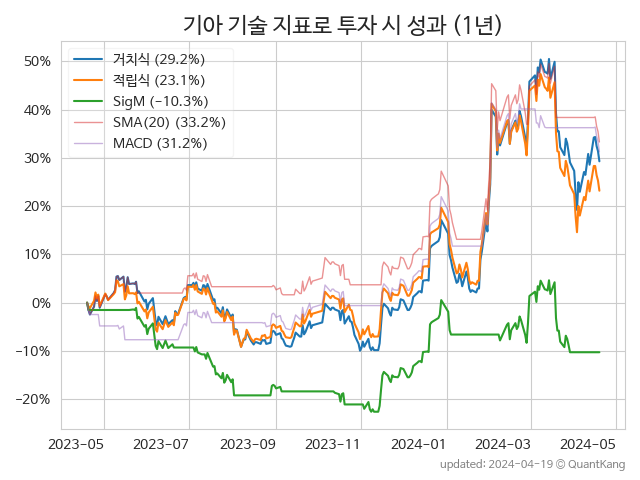 기아 기술 지표로 투자 시 성과 (1년)
거치식 (29.2%)
적립식 (23.1%)
SigM (−10.3%)
SMA(20) (33.2%)
MACD (31.2%)
50%
40%
30%
20%
10%
0%
−10%
−20%
2023−05 2023−07 2023−09 2023−11 2024−01 2024−03 2024−05
updated: 2024−04−19 © QuantKang